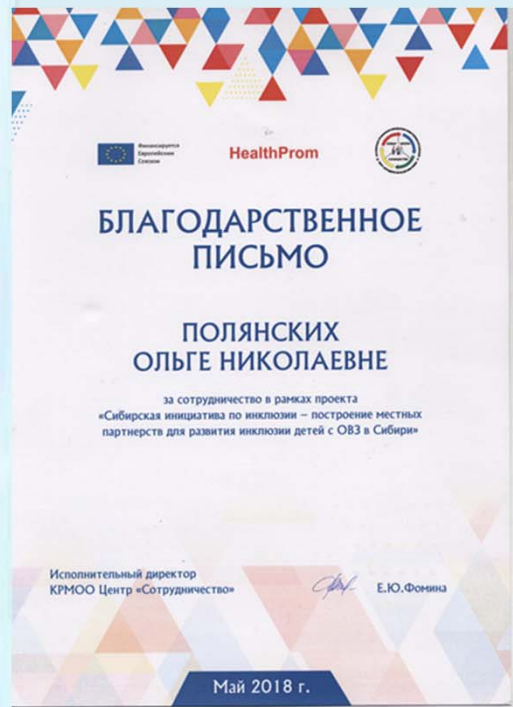 Финансируется
Европейским
Союзом
HealthProm
БЛАГОДАРСТВЕННОЕ
ПИСЬМО
ПОЛЯНСКИХ
ОЛЬГЕ НИКОЛАЕВНЕ
за сотрудничество в рамках проекта
«Сибирская инициатива по инклюзии – построение местных
партнерств для развития инклюзии детей с ОВЗ в Сибири»
Исполнительный директор
КРМОО Центр «Сотрудничество»
Е.Ю.Фомина
Май 2018 г.